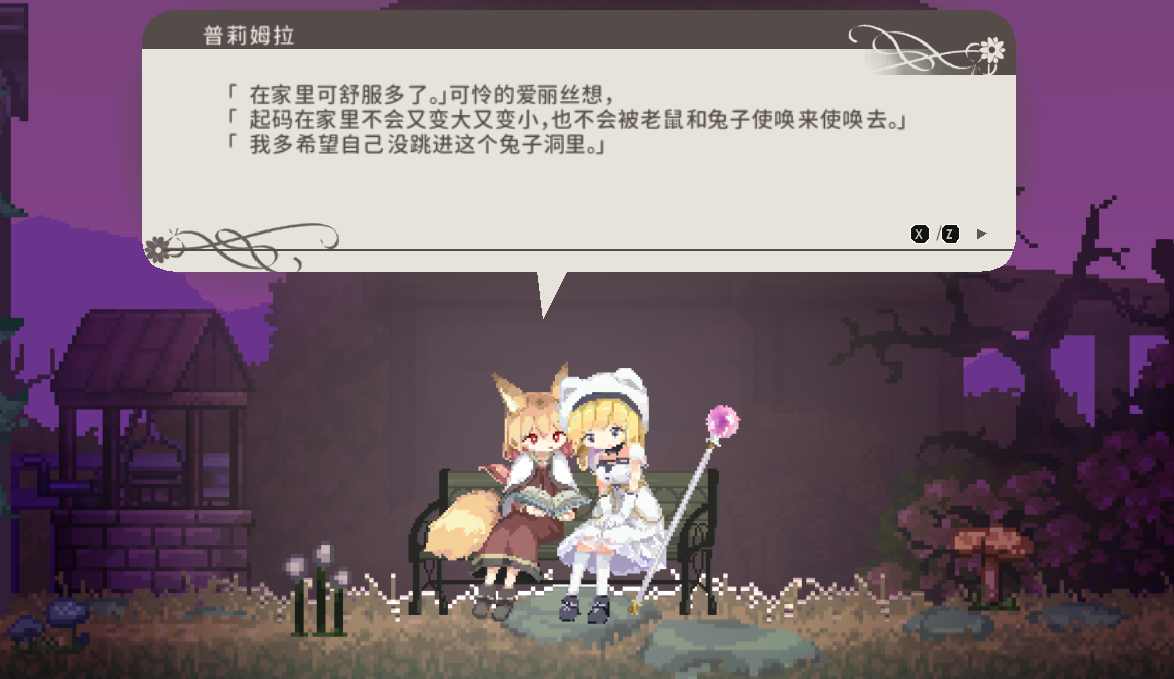 普莉姆拉
「 在家里可舒服多了。」可怜的爱丽丝想，
「 起码在家里不会又变大又变小，也不会被老鼠和兔子使唤来使唤去。」
「 我多希望自己没跳进这个兔子洞里。」
X / Z